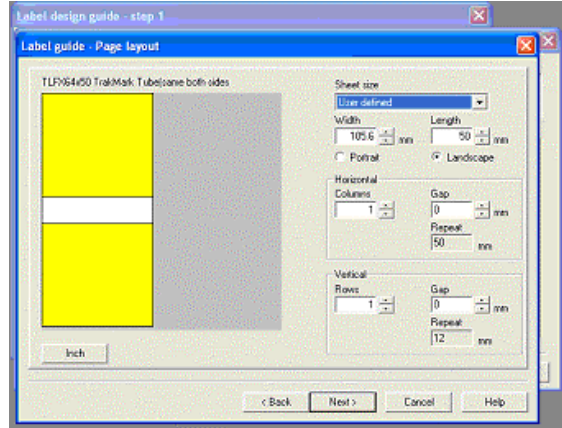 Label design guide - step 1
Label guide - Page layout
TLFX64x50 TrakMark Tube(same both sides
Sheet size
User defined
Width Length
105.6 mm 50 mm
Portrait Landscape
Horizontal
Columns Gap
1 0 mm
Repeat
50 mm
Vertical
Rows Gap
1 0 mm
Repeat
12 mm
Inch
< Back Next > Cancel Help